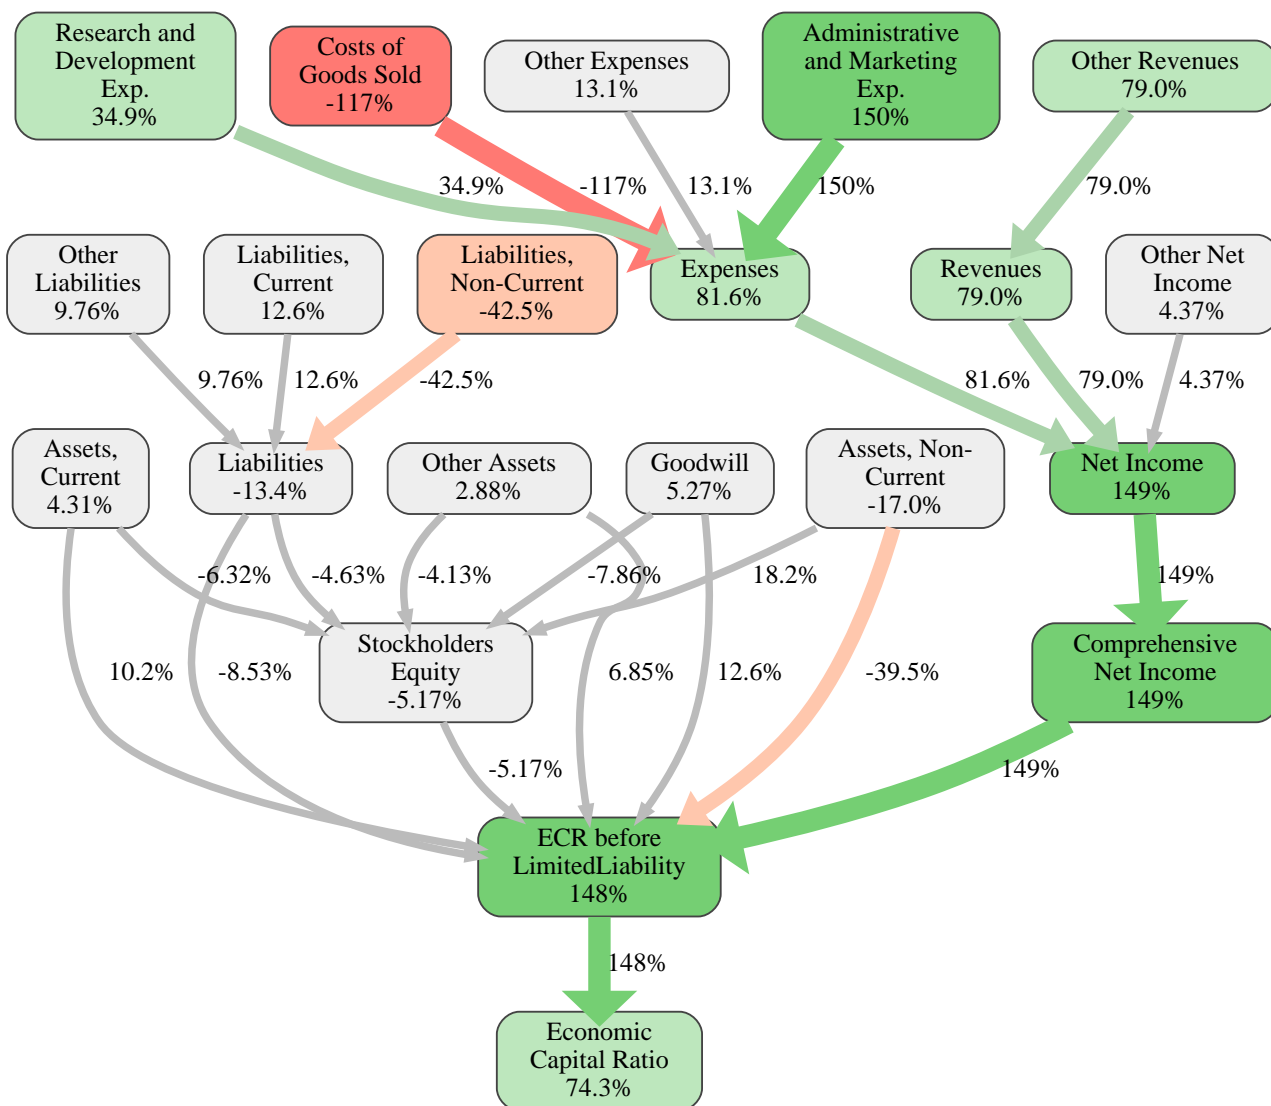 Research and
Development
Exp.
34.9%
Costs of
Goods Sold
-117%
Other Expenses
13.1%
Administrative
and Marketing
Exp.
150%
Other Revenues
79.0%
34.9%
-117%
13.1%
150%
79.0%
Other
Liabilities
9.76%
Liabilities,
Current
12.6%
Liabilities,
Non-Current
-42.5%
Expenses
81.6%
Revenues
79.0%
Other Net
Income
4.37%
9.76%
12.6%
-42.5%
81.6%
79.0%
4.37%
Assets,
Current
4.31%
Liabilities
-13.4%
Other Assets
2.88%
Goodwill
5.27%
Assets, Non-
Current
-17.0%
Net Income
149%
-6.32%
-4.63%
-4.13%
-7.86%
18.2%
149%
Stockholders
Equity
-5.17%
Comprehensive
Net Income
149%
10.2%
-8.53%
6.85%
12.6%
-39.5%
-5.17%
149%
ECR before
LimitedLiability
148%
148%
Economic
Capital Ratio
74.3%